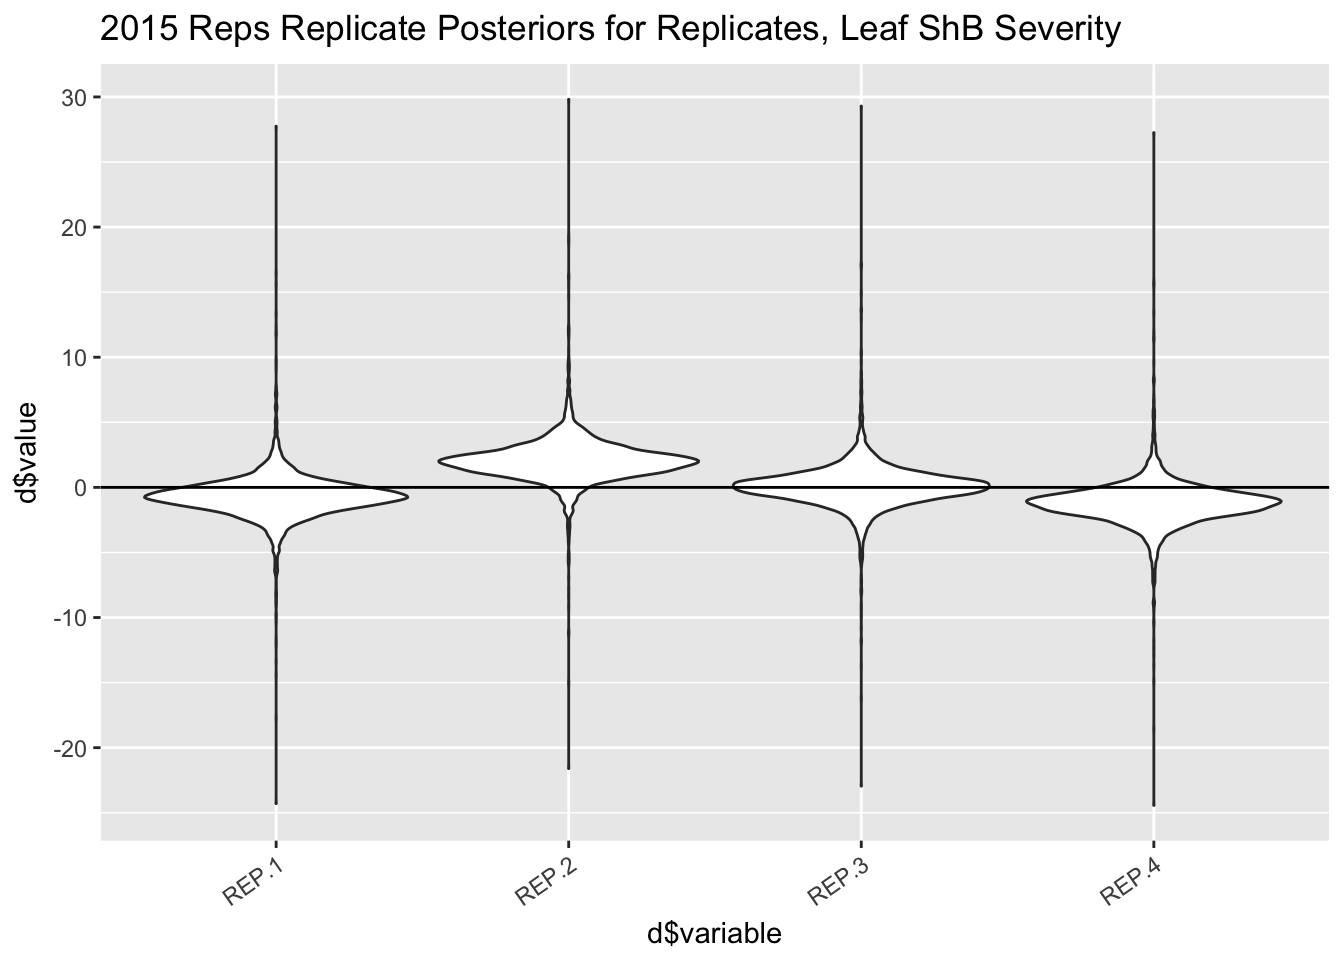 2015 Reps Replicate Posteriors for Replicates, Leaf ShB Severity
30
20
10
0
-10
-20
d$value
REP.1
REP.2
REP.3
REP.4
d$variable